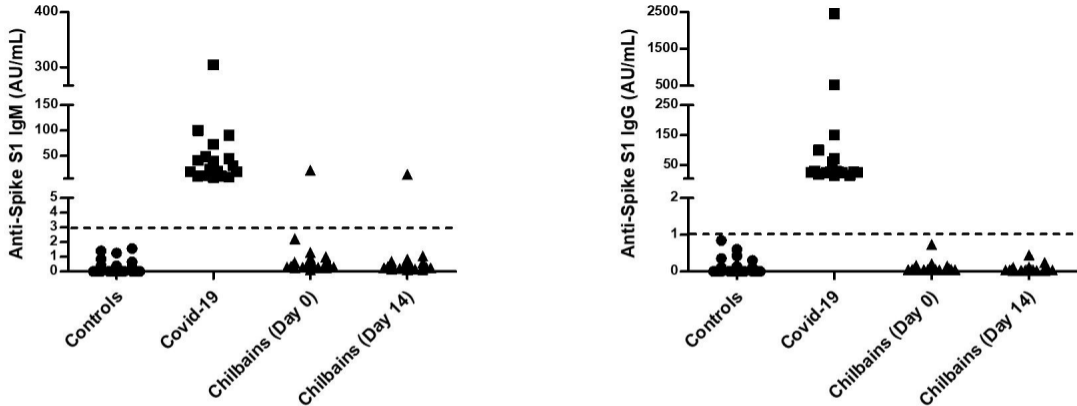 Anti-Spike S1 IgM (AU/mL)
400
300
150
100
50
5
4
3
2
1
0
Controls
Covid-19
Chilbains (Day 0)
Chilbains (Day 14)
Anti-Spike S1 IgG (AU/mL)
2500
1500
500
250
150
50
2
1
0
Controls
Covid-19
Chilbains (Day 0)
Chilbains (Day 14)